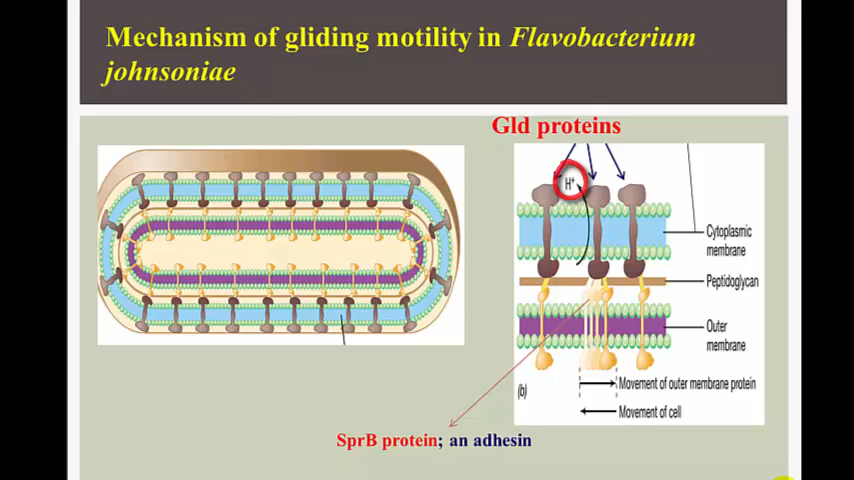 Mechanism of gliding motility in Flavobacterium
johnsoniae
Gld proteins
H+
Cytoplasmic
membrane
Peptidoglycan
Outer
membrane
Movement of outer membrane protein
(b)
Movement of cell
SprB protein; an adhesin